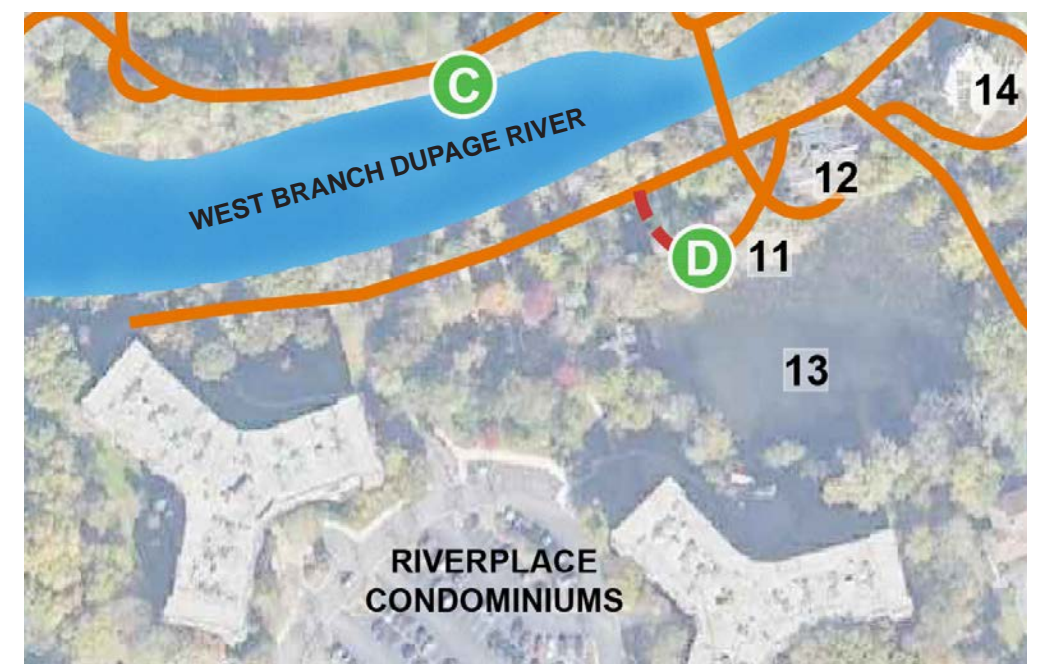 C
14
WEST BRANCH DUPAGE RIVER
12
D
11
13
RIVERPLACE
CONDOMINIUMS